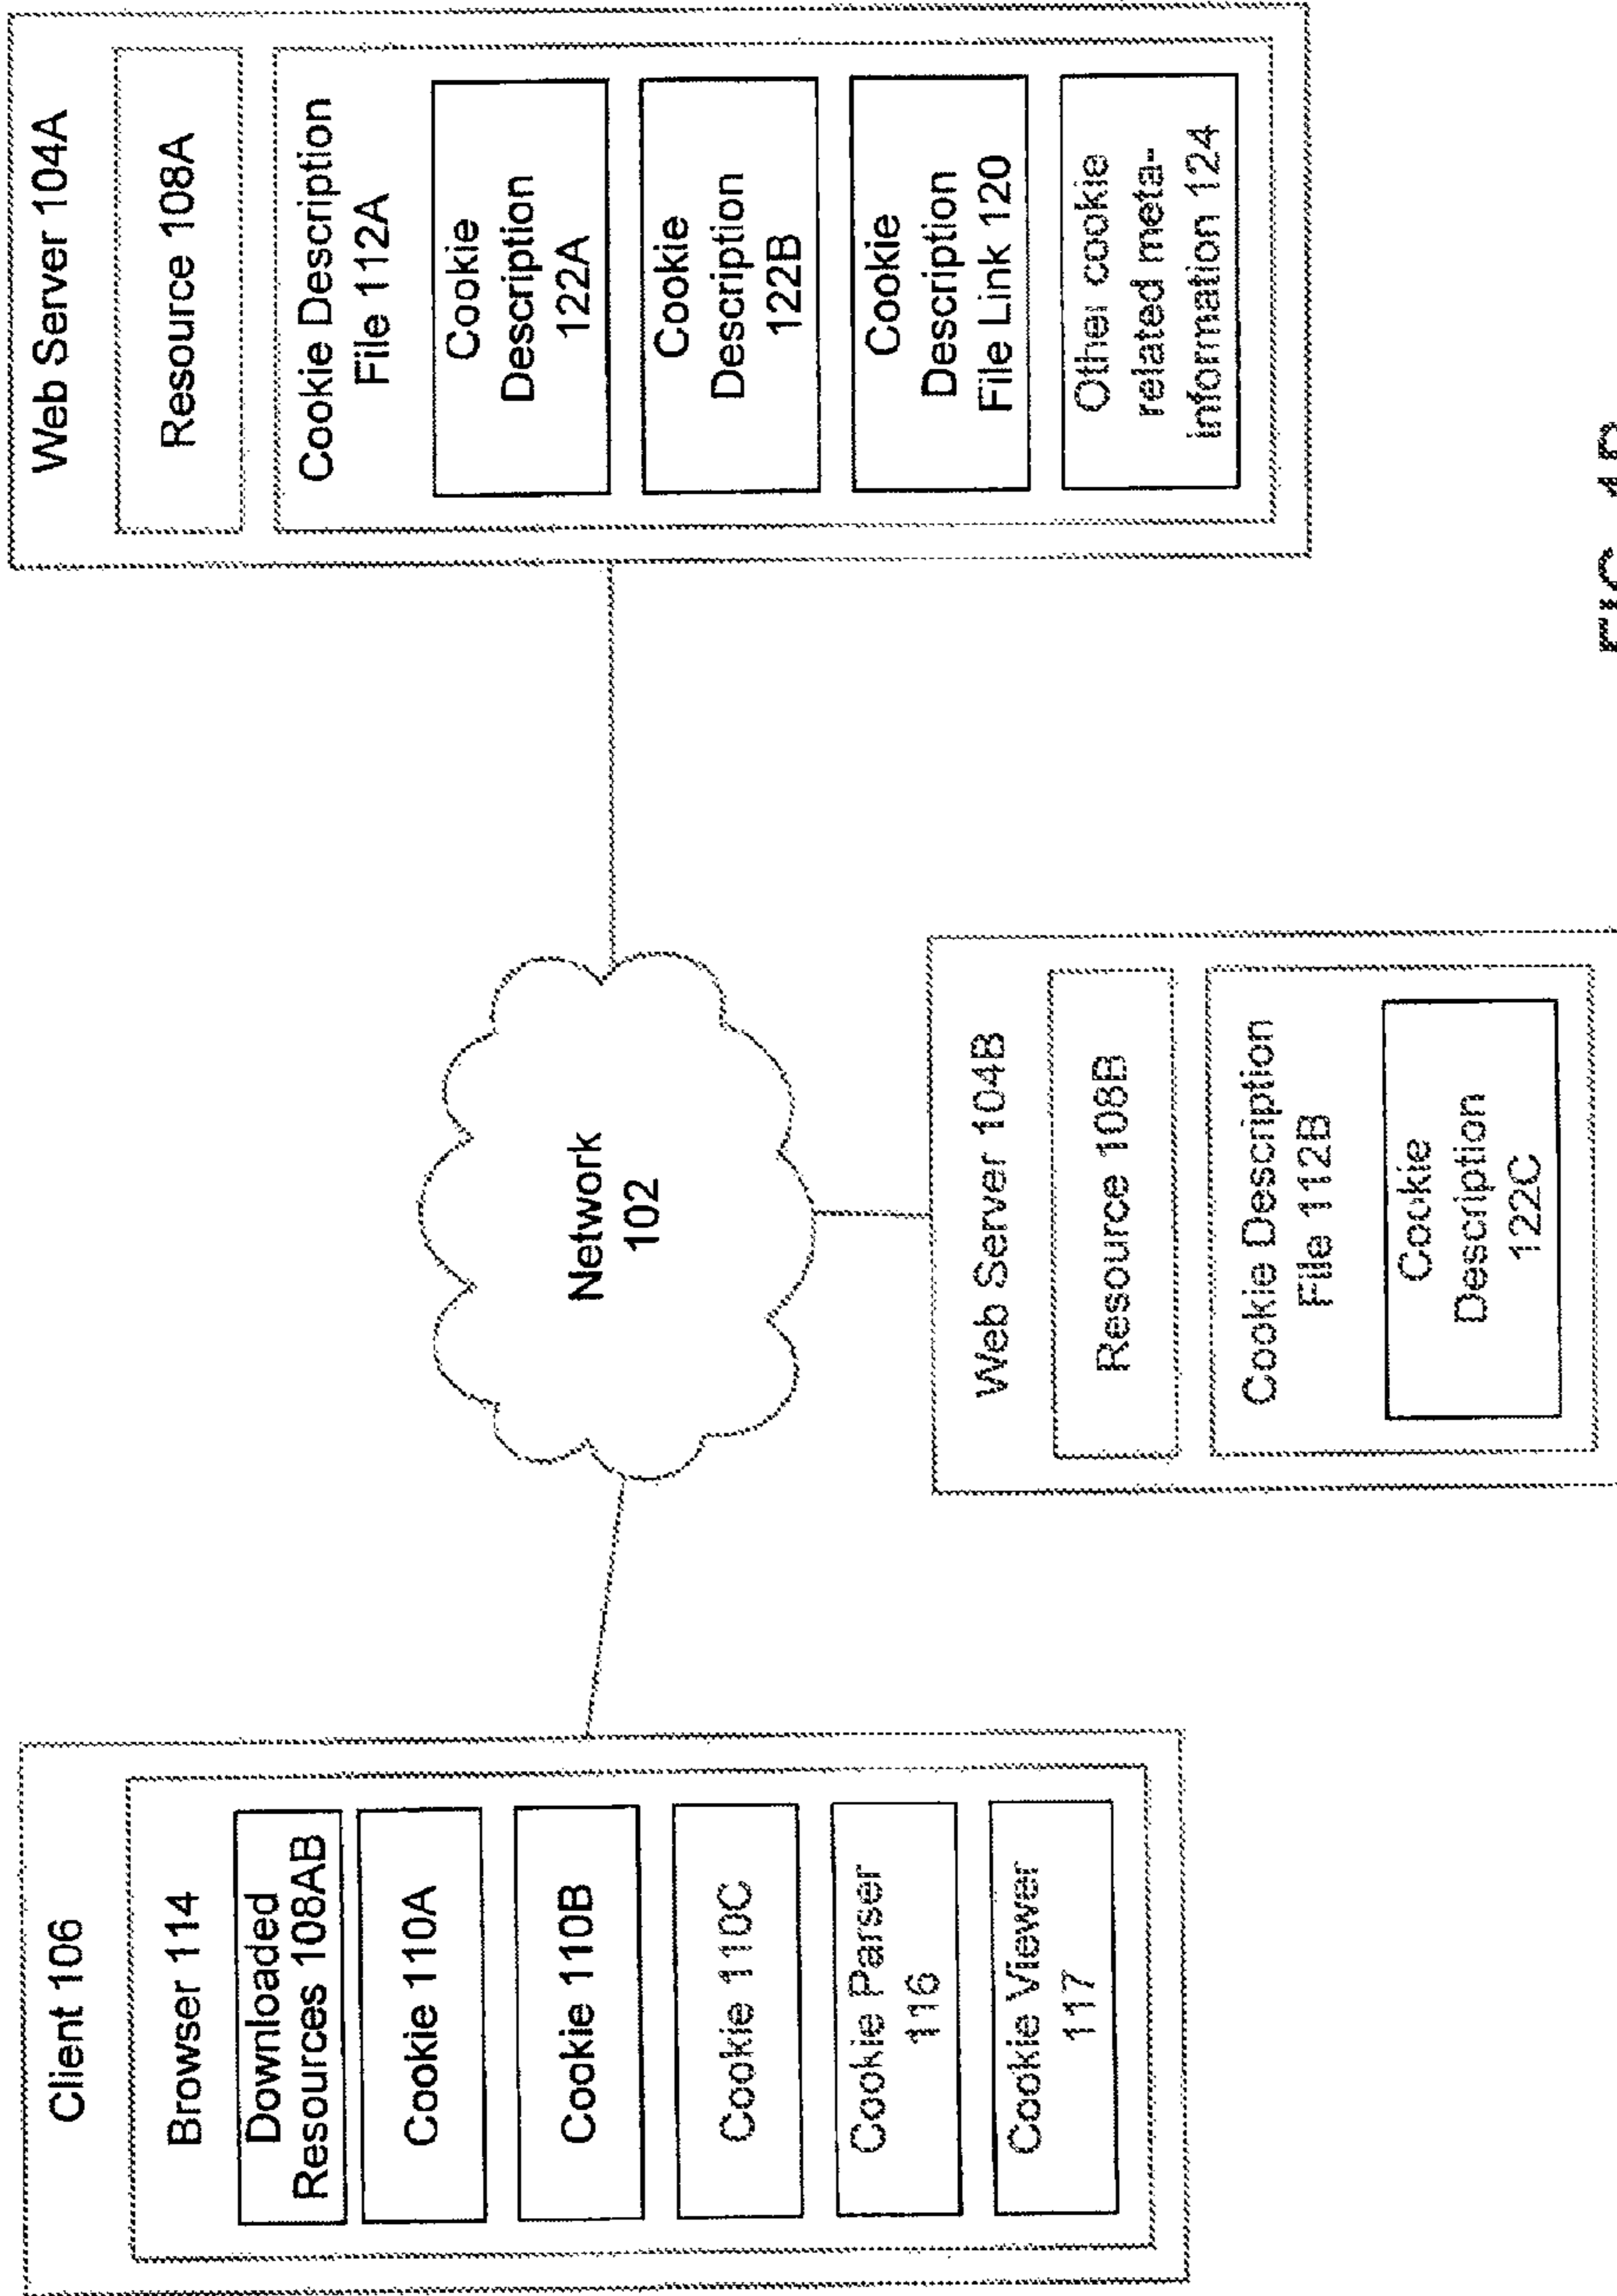 Client 106
Browser 114
Downloaded
Resources 108AB
Cookie 110A
Cookie 110B
Cookie 110C
Cookie Parser
116
Cookie Viewer
117
Network
102
Web Server 104B
Resource 108B
Cookie Description
File 112B
Cookie
Description
122C
Web Server 104A
Resource 108A
Cookie Description
File 112A
Cookie
Description
122A
Cookie
Description
122B
Cookie
Description
File Link 120
Other cookie
related meta-
information 124